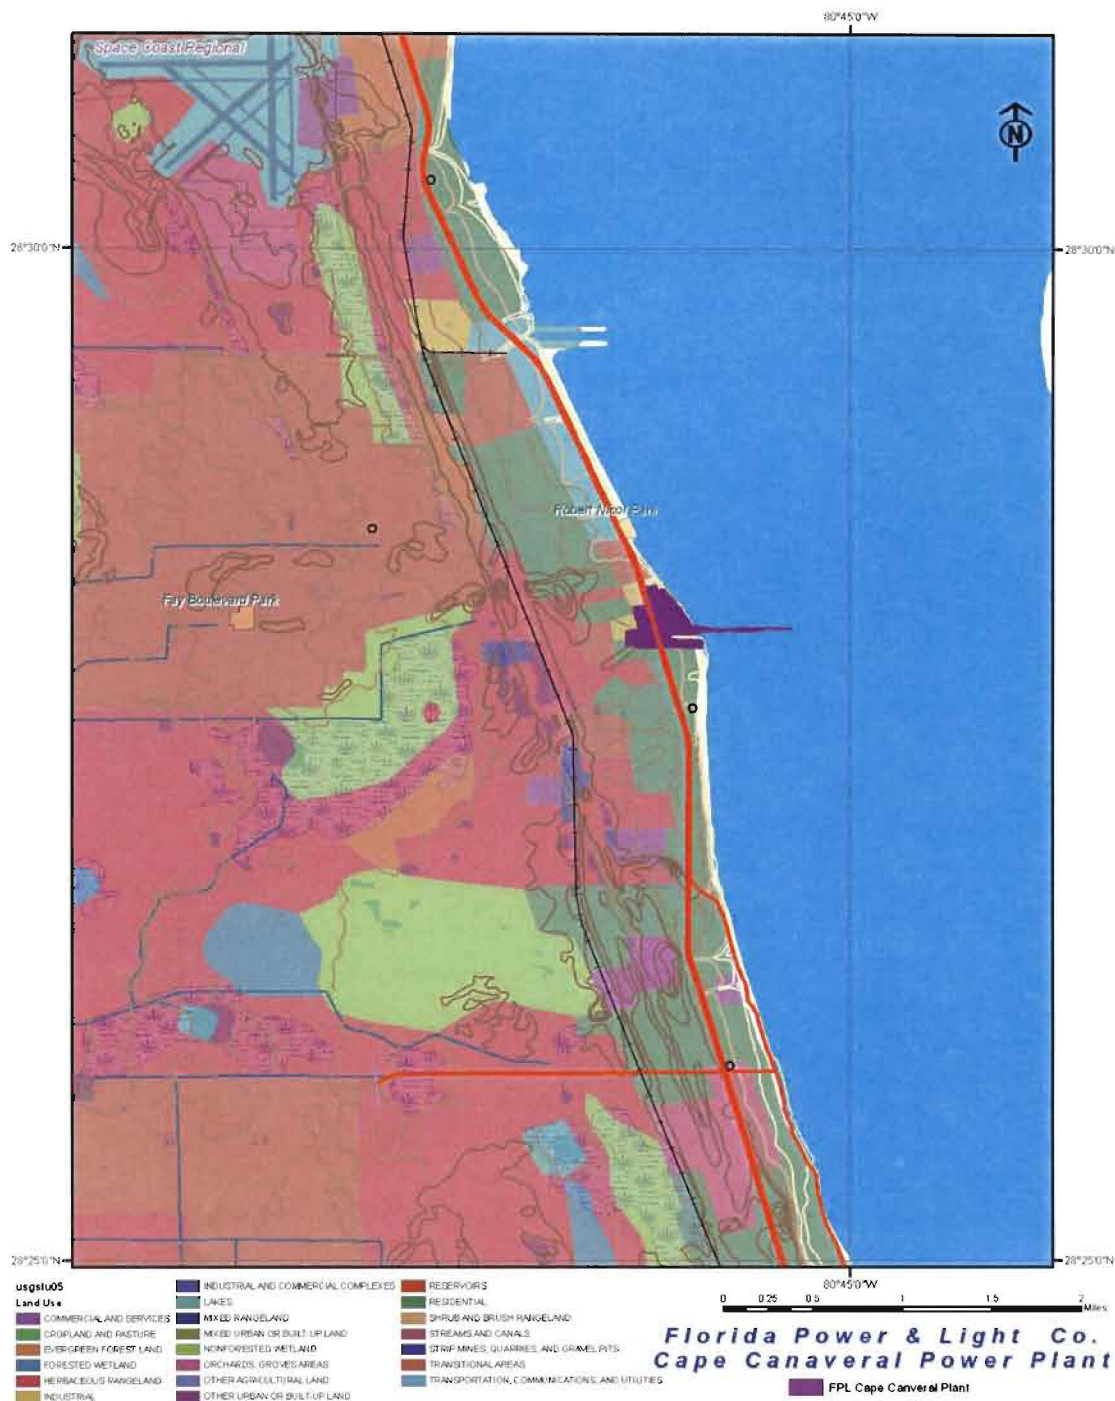 80°45'0"W
Space Coast Regional
N
28°30'0"N
28°30'0"N
Robert Nicol Park
Fay Boulevard Park
28°25'0"N
28°25'0"N
80°45'0"W
usgslu05
Land Use
COMMERCIAL AND SERVICES
CROPLAND AND PASTURE
EVERGREEN FOREST LAND
FORESTED WETLAND
HERBACEOUS RANGELAND
INDUSTRIAL
INDUSTRIAL AND COMMERCIAL COMPLEXES
LAKES
MIXED RANGELAND
MIXED URBAN OR BUILT UP LAND
NONFORESTED WETLAND
ORCHARDS, GROVES AREAS
OTHER AGRICULTURAL LAND
OTHER URBAN OR BUILT-UP LAND
RESERVOIRS
RESIDENTIAL
SHRUB AND BRUSH RANGELAND
STREAMS AND CANALS
STRIP MINES, QUARRIES, AND GRAVEL PITS
TRANSITIONAL AREAS
TRANSPORTATION, COMMUNICATIONS, AND UTILITIES
0 0.25 0.5 1 1.5 2
Miles
Florida Power & Light Co.
Cape Canaveral Power Plant
FPL Cape Canveral Plant